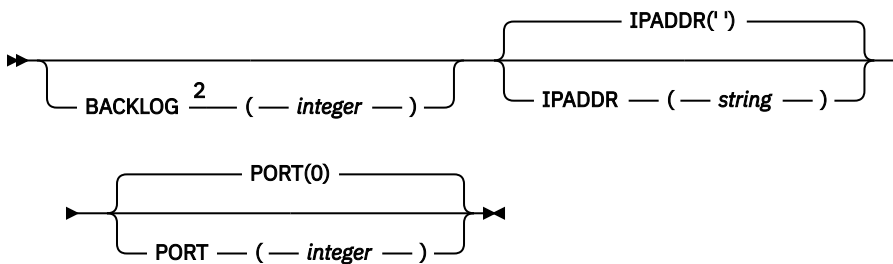 IPADDR(' ')
BACKLOG 2 ( integer ) IPADDR ( string )
PORT(0)
PORT ( integer )